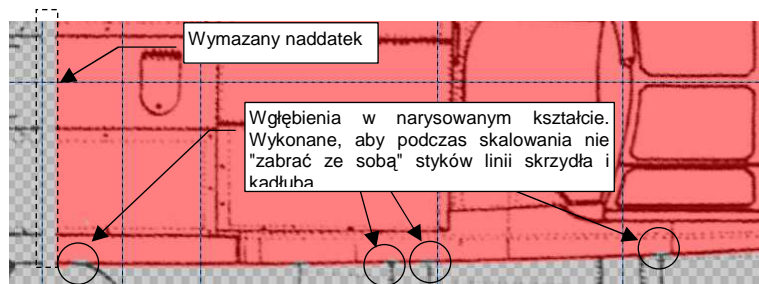 Wymazany naddatek
Wgłębienia w narysowanym kształcie.
Wykonane, aby podczas skalowania nie
"zabrać ze sobą" styków linii skrzydła i
kadłuba